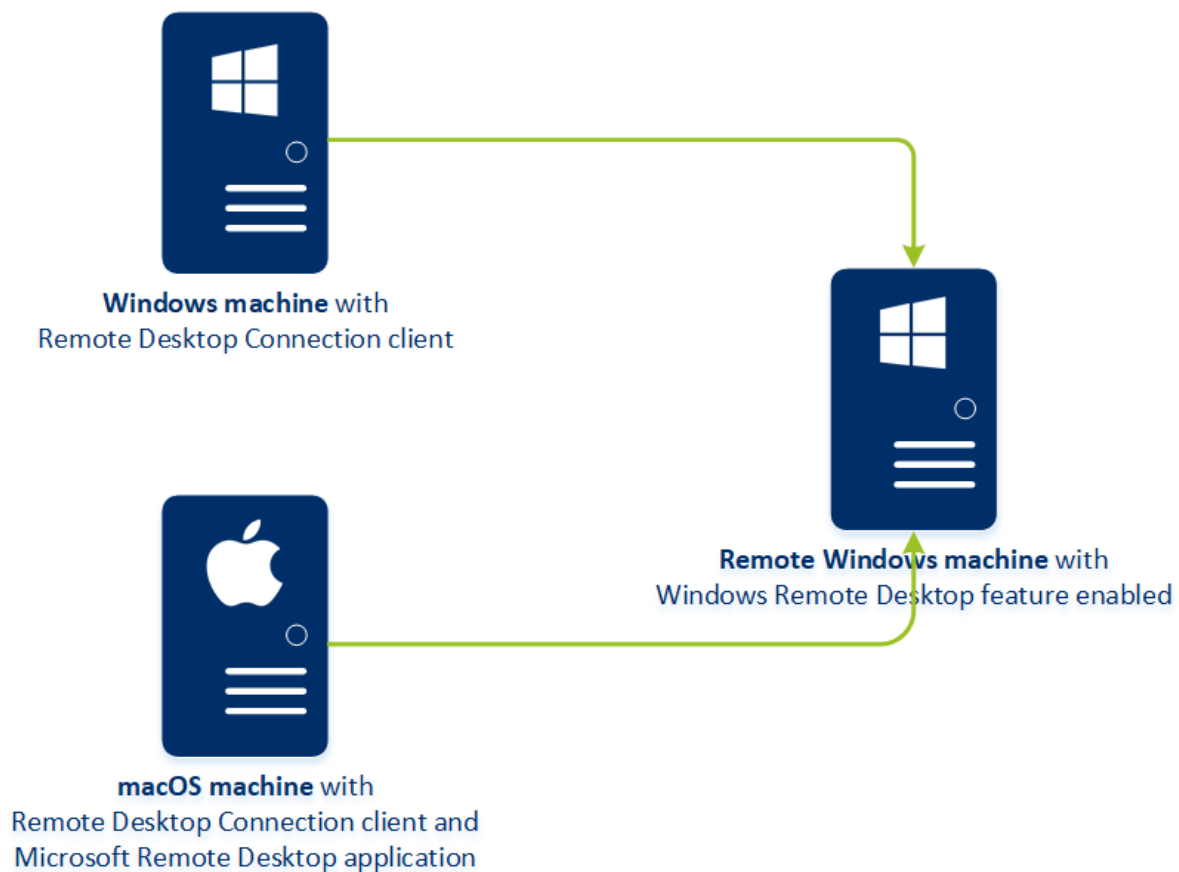 Windows machine with
Remote Desktop Connection client
Remote Windows machine with
Windows Remote Desktop feature enabled
macOS machine with
Remote Desktop Connection client and
Microsoft Remote Desktop application